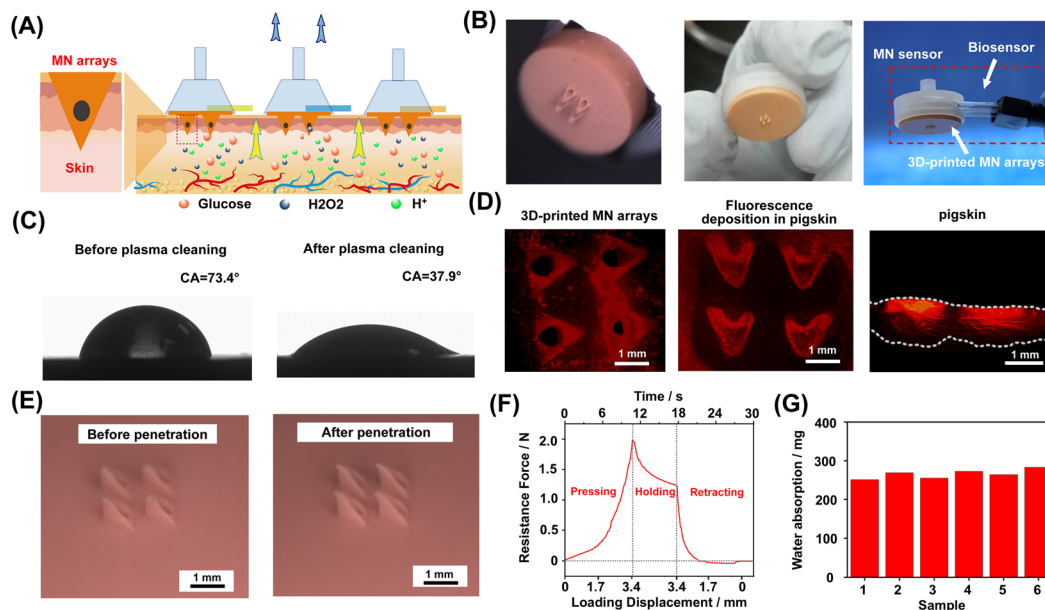 (A)
MN arrays
Skin
Glucose
H2O2
H+
(B)
MN sensor
Biosensor
3D-printed MN arrays
(C)
Before plasma cleaning
CA=73.4°
After plasma cleaning
CA=37.9°
(D)
3D-printed MN arrays
1 mm
Fluorescence
deposition in pigskin
1 mm
pigskin
1 mm
(E)
Before penetration
1 mm
After penetration
1 mm
(F)
Time / s
0 6 12 18 24 30
Resistance Force / N
2.0
1.5
1.0
0.5
0
Pressing
Holding
Retracting
0 1.7 3.4 3.4 1.7 0
Loading Displacement / mm
(G)
Water absorption / mg
400
300
200
100
0
1 2 3 4 5 6
Sample